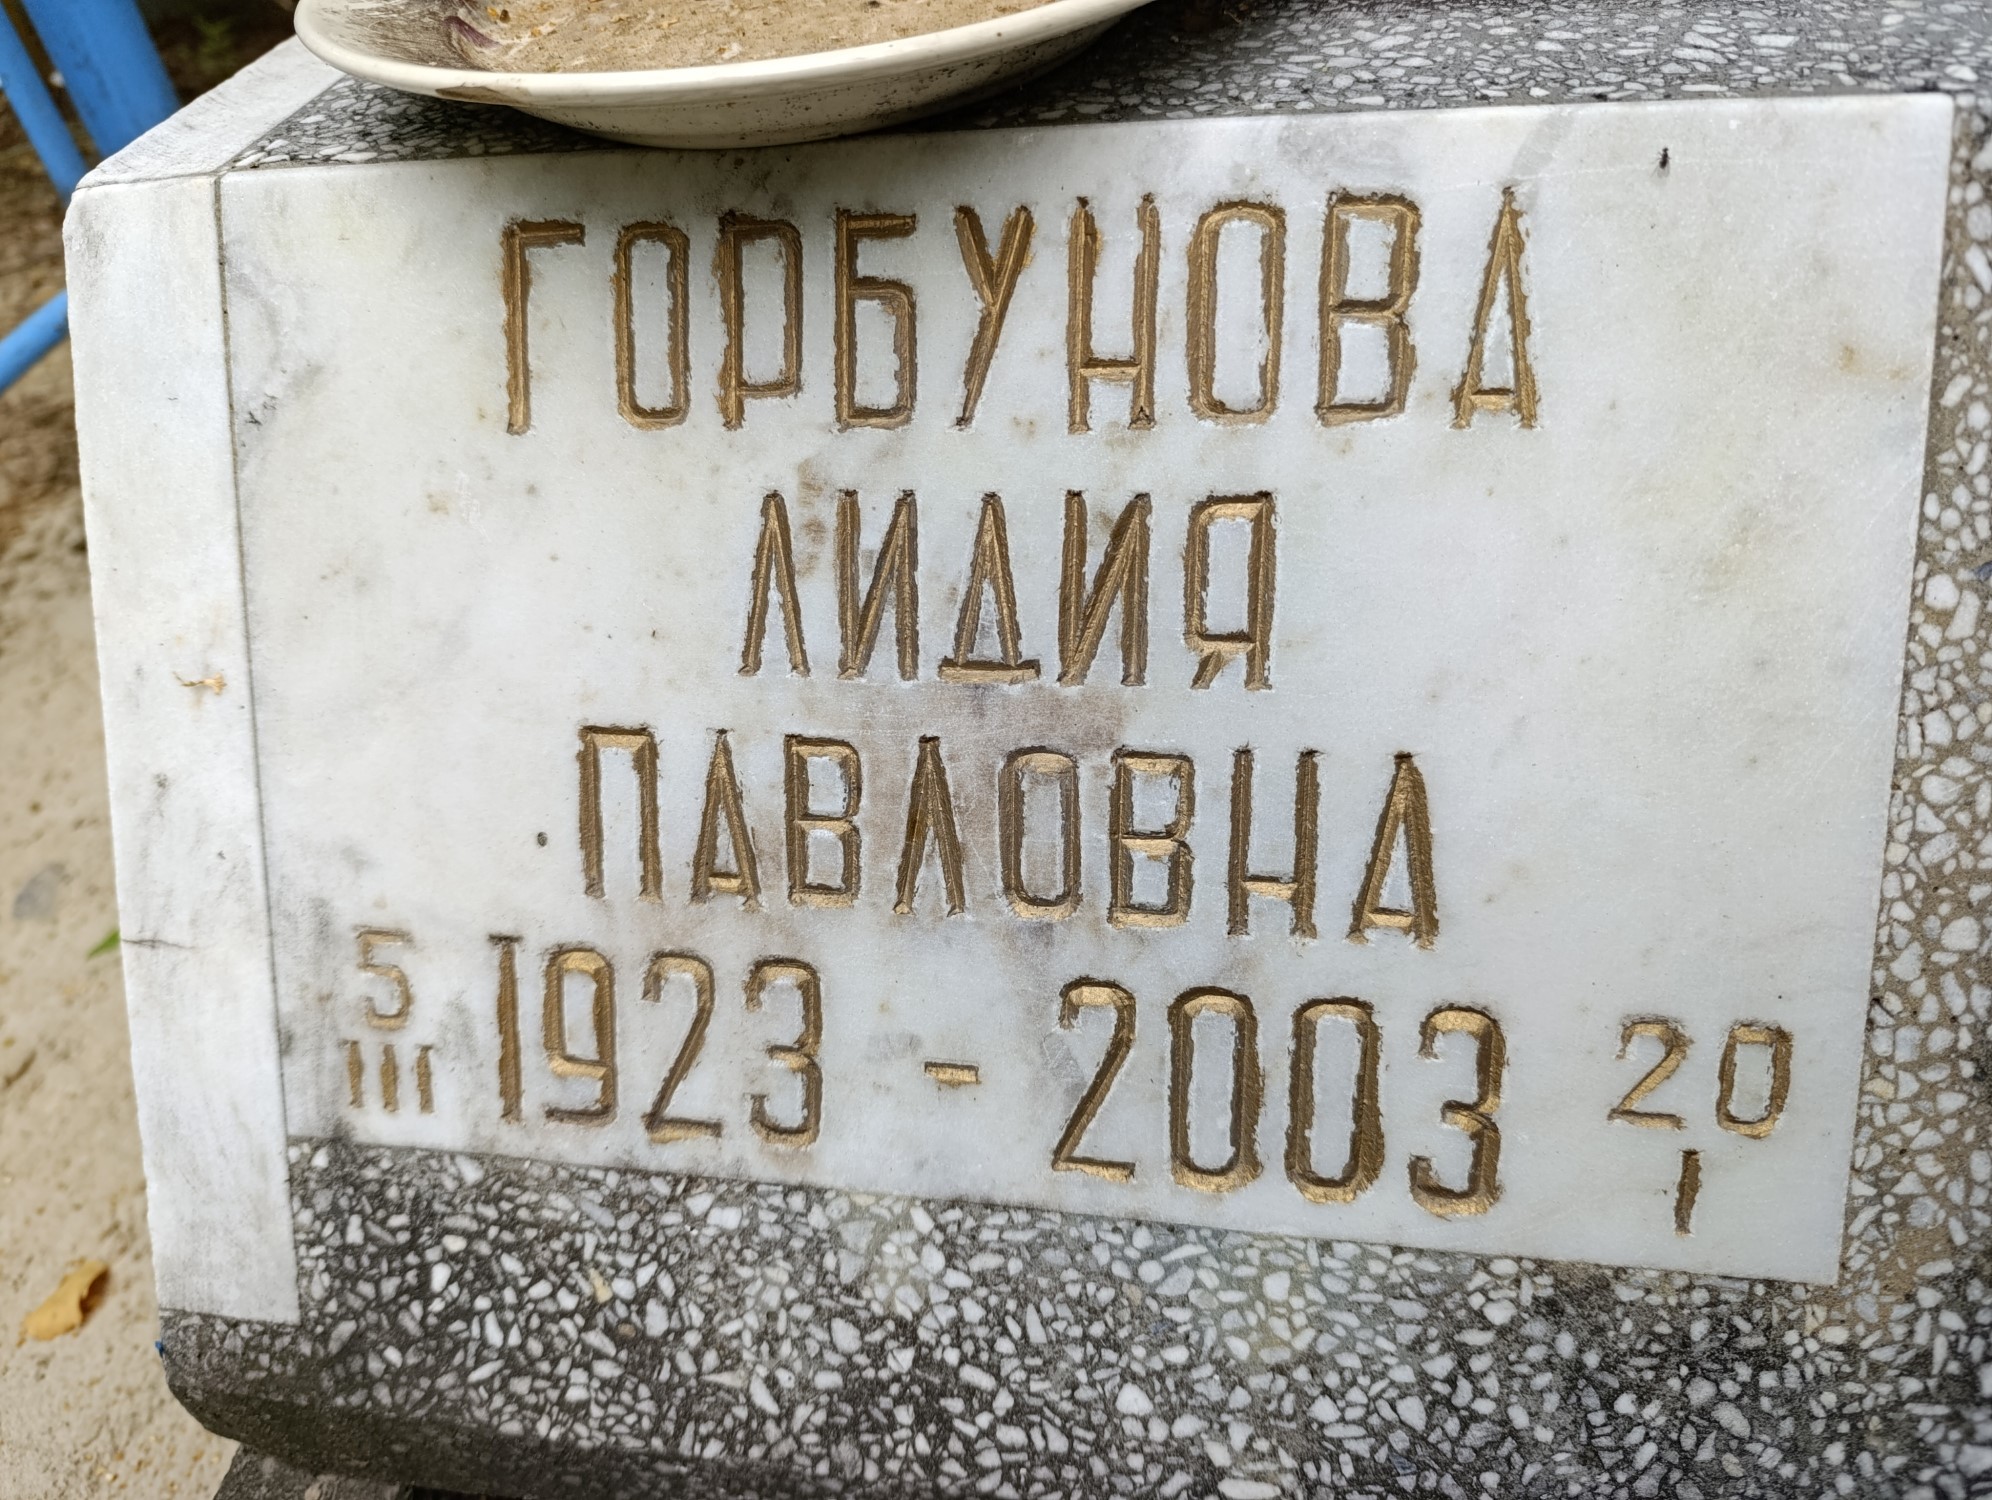 ГОРБУНОВА
ЛИДИЯ
ПАВЛОВНА
5 III 1923 - 2003 20 I